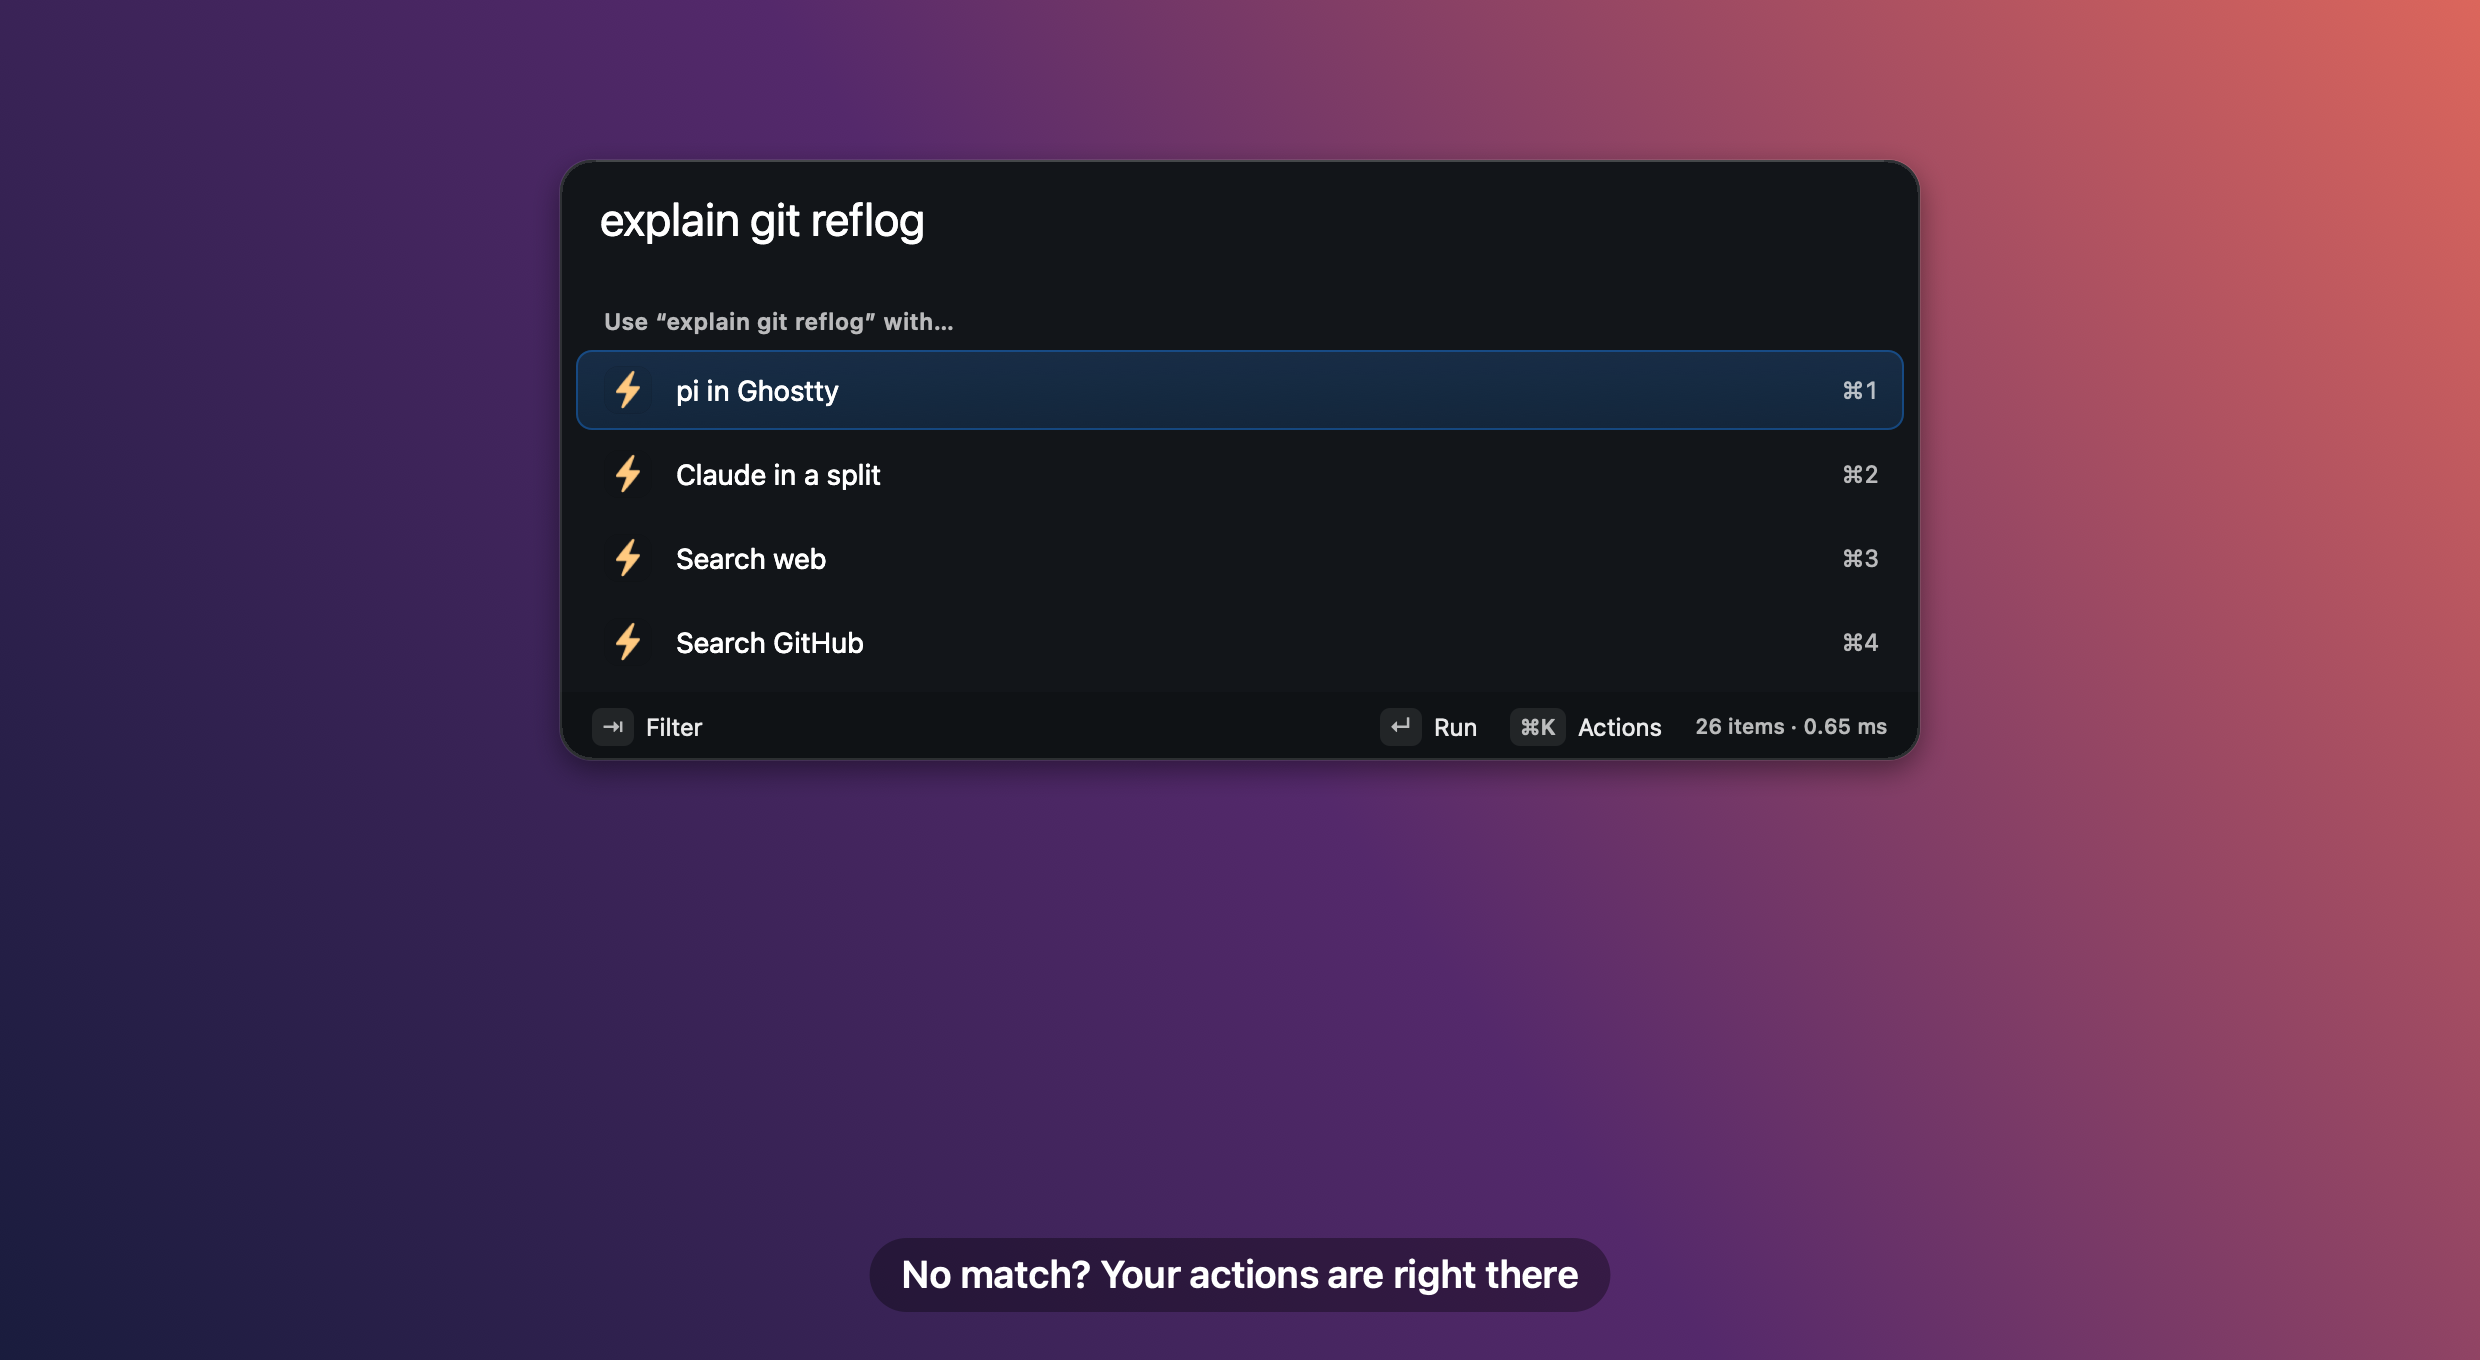 explain git reflog
Use “explain git reflog” with…
pi in Ghostty ⌘1
Claude in a split ⌘2
Search web ⌘3
Search GitHub ⌘4
⇥ Filter ↵ Run ⌘K Actions 26 items · 0.65 ms
No match? Your actions are right there